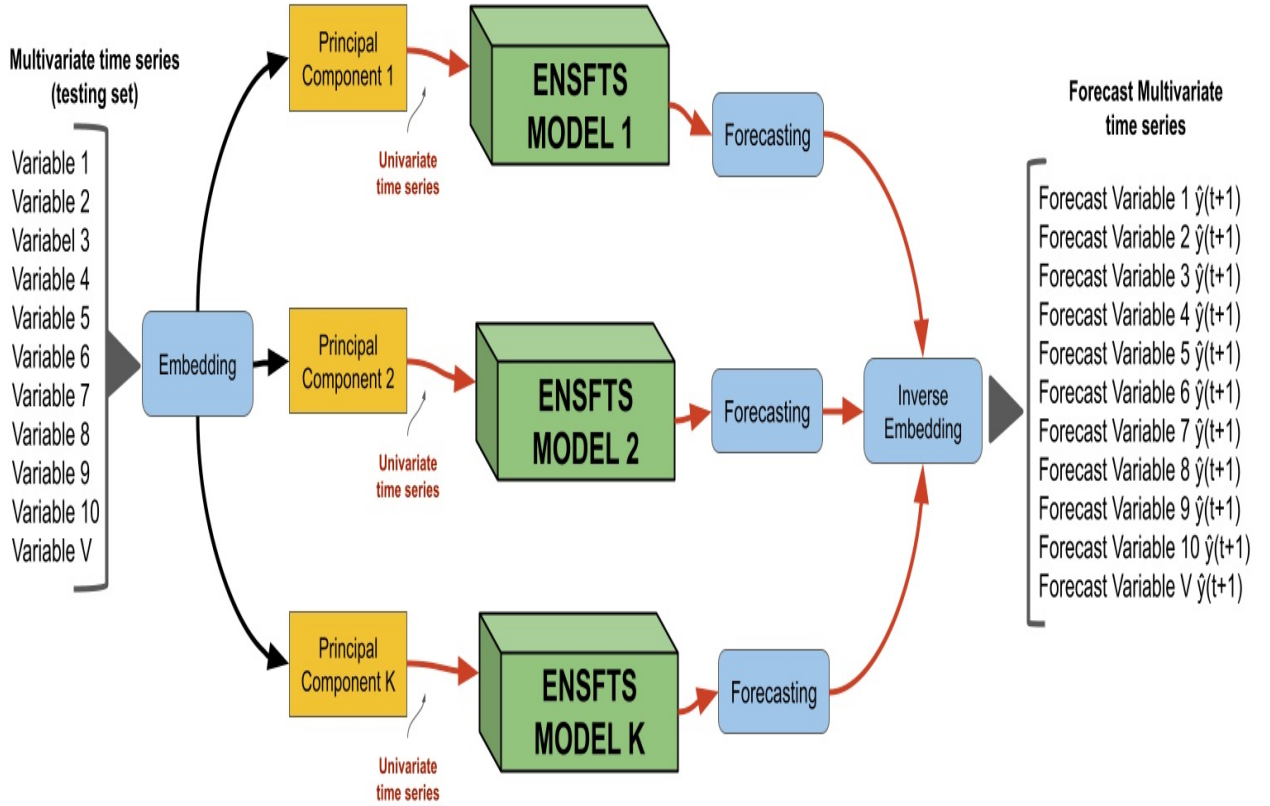 Multivariate time series
(testing set)
Variable 1
Variable 2
Variabel 3
Variable 4
Variable 5
Variable 6
Variable 7
Variable 8
Variable 9
Variable 10
Variable V
Embedding
Principal
Component 1
Univariate
time series
ENSFTS
MODEL 1
Forecasting
Principal
Component 2
Univariate
time series
ENSFTS
MODEL 2
Forecasting
Principal
Component K
Univariate
time series
ENSFTS
MODEL K
Forecasting
Inverse
Embedding
Forecast Multivariate
time series
Forecast Variable 1 ŷ(t+1)
Forecast Variable 2 ŷ(t+1)
Forecast Variable 3 ŷ(t+1)
Forecast Variable 4 ŷ(t+1)
Forecast Variable 5 ŷ(t+1)
Forecast Variable 6 ŷ(t+1)
Forecast Variable 7 ŷ(t+1)
Forecast Variable 8 ŷ(t+1)
Forecast Variable 9 ŷ(t+1)
Forecast Variable 10 ŷ(t+1)
Forecast Variable V ŷ(t+1)